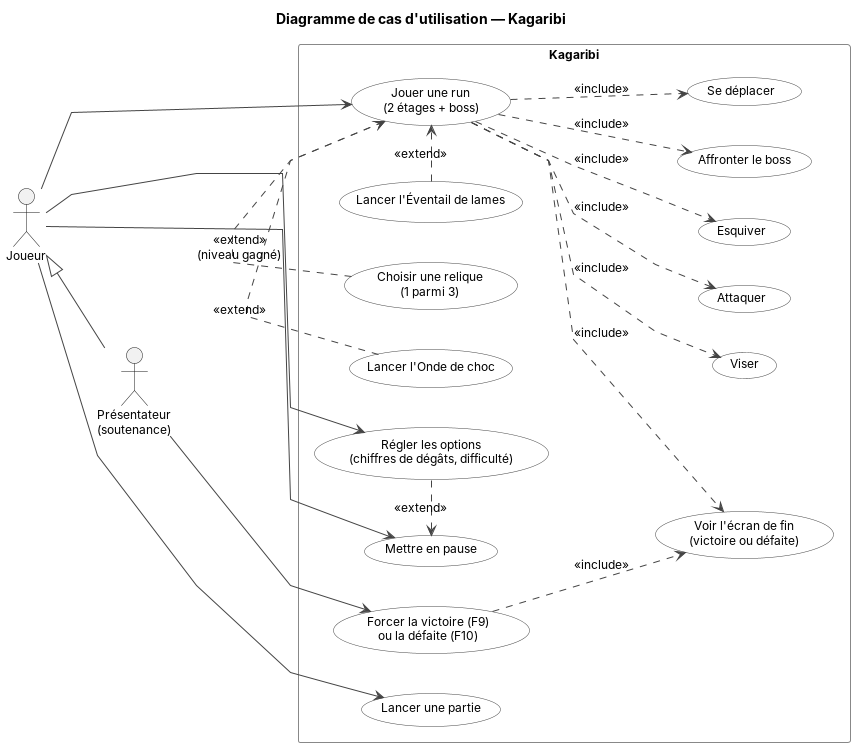 Diagramme de cas d'utilisation — Kagaribi
Kagaribi
Jouer une run
(2 étages + boss)
«include»
Se déplacer
«include»
Affronter le boss
«extend»
«include»
Lancer l'Éventail de lames
«include»
Esquiver
Joueur
«extend»
(niveau gagné)
«include»
Choisir une relique
(1 parmi 3)
Attaquer
«extend»
«include»
Lancer l'Onde de choc
Viser
Présentateur
(soutenance)
Régler les options
(chiffres de dégâts, difficulté)
«extend»
Mettre en pause
Voir l'écran de fin
(victoire ou défaite)
«include»
Forcer la victoire (F9)
ou la défaite (F10)
Lancer une partie